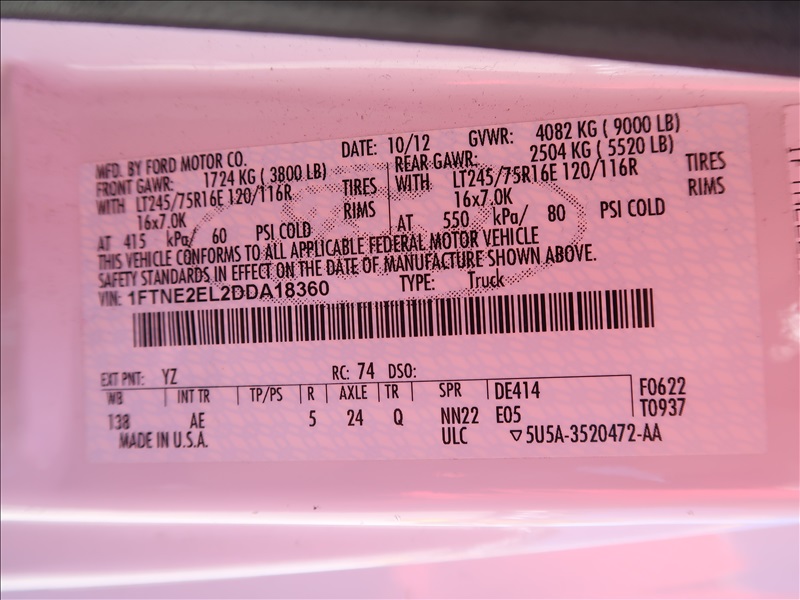 MFD. BY FORD MOTOR CO. DATE: 10/12 GVWR: 4082 KG ( 9000 LB)
FRONT GAWR: 1724 KG ( 3800 LB) REAR GAWR: 2504 KG ( 5520 LB)
WITH LT245/75R16E 120/116R TIRES WITH LT245/75R16E 120/116R TIRES
16x7.0K RIMS 16x7.0K RIMS
AT 415 kPa/ 60 PSI COLD AT 550 kPa/ 80 PSI COLD
THIS VEHICLE CONFORMS TO ALL APPLICABLE FEDERAL MOTOR VEHICLE
SAFETY STANDARDS IN EFFECT ON THE DATE OF MANUFACTURE SHOWN ABOVE.
VIN: 1FTNE2EL2DDA18360 TYPE: Truck
EXT PNT: YZ RC: 74 DSO:
WB INT TR TP/PS R AXLE TR SPR DE414 F0622
138 AE 5 24 Q NN22 E05 T0937
MADE IN U.S.A. ULC ▽5U5A-3520472-AA